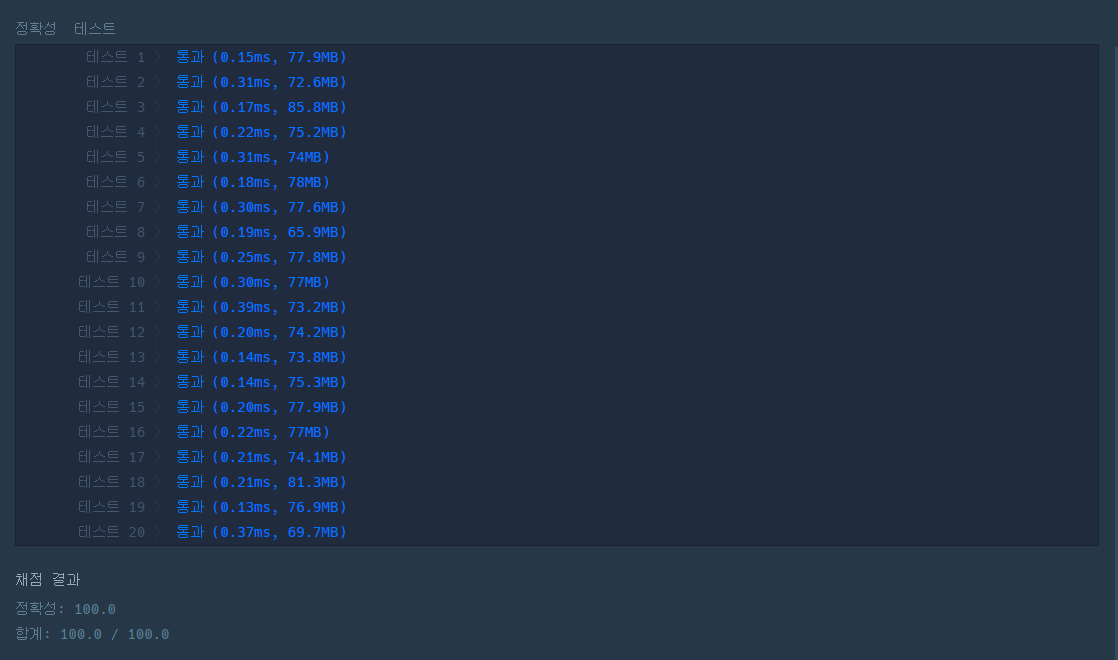 정확성 테스트
테스트 1 〉 통과 (0.15ms, 77.9MB)
테스트 2 〉 통과 (0.31ms, 72.6MB)
테스트 3 〉 통과 (0.17ms, 85.8MB)
테스트 4 〉 통과 (0.22ms, 75.2MB)
테스트 5 〉 통과 (0.31ms, 74MB)
테스트 6 〉 통과 (0.18ms, 78MB)
테스트 7 〉 통과 (0.30ms, 77.6MB)
테스트 8 〉 통과 (0.19ms, 65.9MB)
테스트 9 〉 통과 (0.25ms, 77.8MB)
테스트 10 〉 통과 (0.30ms, 77MB)
테스트 11 〉 통과 (0.39ms, 73.2MB)
테스트 12 〉 통과 (0.20ms, 74.2MB)
테스트 13 〉 통과 (0.14ms, 73.8MB)
테스트 14 〉 통과 (0.14ms, 75.3MB)
테스트 15 〉 통과 (0.20ms, 77.9MB)
테스트 16 〉 통과 (0.22ms, 77MB)
테스트 17 〉 통과 (0.21ms, 74.1MB)
테스트 18 〉 통과 (0.21ms, 81.3MB)
테스트 19 〉 통과 (0.13ms, 76.9MB)
테스트 20 〉 통과 (0.37ms, 69.7MB)
채점 결과
정확성: 100.0
합계: 100.0 / 100.0